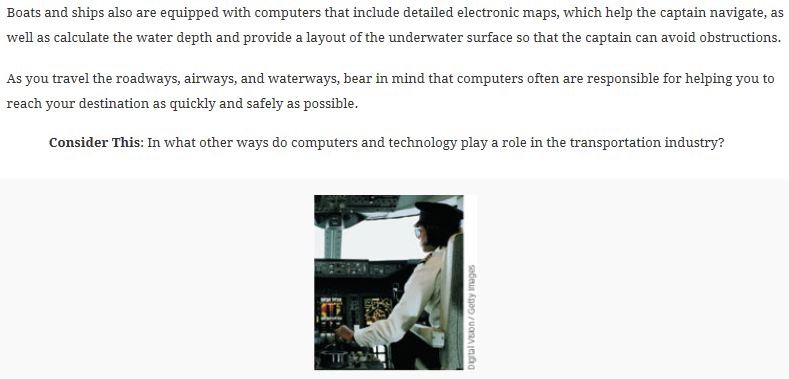 Boats and ships also are equipped with computers that include detailed electronic maps, which help the captain navigate, as
well as calculate the water depth and provide a layout of the underwater surface so that the captain can avoid obstructions.
As you travel the roadways, airways, and waterways, bear in mind that computers often are responsible for helping you to
reach your destination as quickly and safely as possible.
Consider This: In what other ways do computers and technology play a role in the transportation industry?
Digital Vision / Getty Images